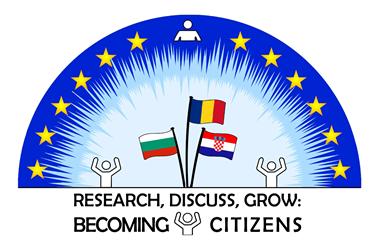 RESEARCH, DISCUSS, GROW:
BECOMING CITIZENS